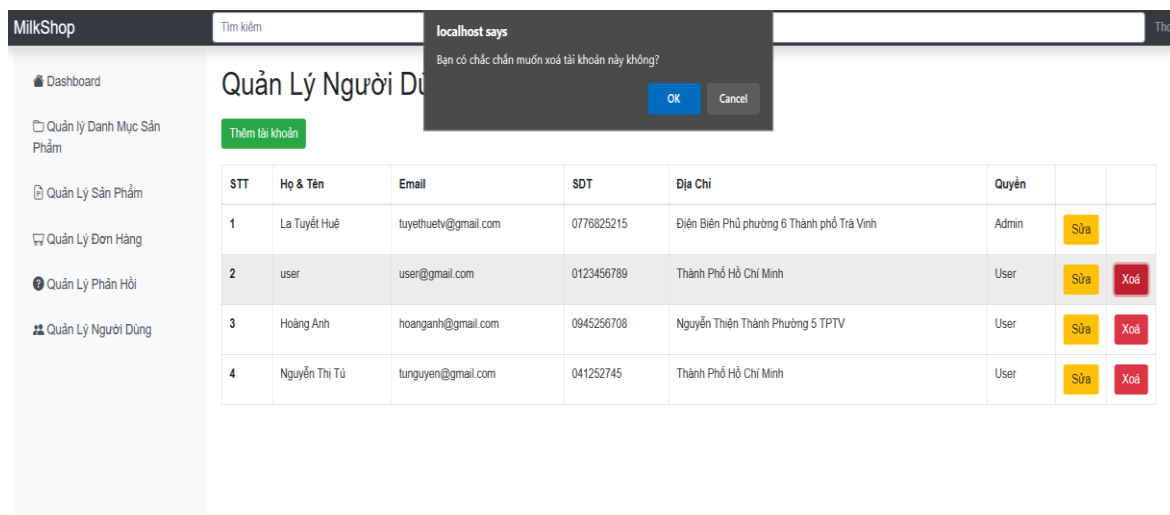 MilkShop
Tìm kiếm
Tho
localhost says
Bạn có chắc chắn muốn xoá tài khoản này không?
OK
Cancel
Dashboard
Quản lý Danh Mục Sản
Phẩm
Quản Lý Sản Phẩm
Quản Lý Đơn Hàng
Quản Lý Phản Hồi
Quản Lý Người Dùng
Quản Lý Người Dù
Thêm tài khoản
STT Họ & Tên Email SDT Địa Chỉ Quyền
1 La Tuyết Huệ tuyethuetv@gmail.com 0776825215 Điện Biên Phủ phường 6 Thành phố Trà Vinh Admin Sửa
2 user user@gmail.com 0123456789 Thành Phố Hồ Chí Minh User Sửa Xoá
3 Hoàng Anh hoanganh@gmail.com 0945256708 Nguyễn Thiện Thành Phường 5 TPTV User Sửa Xoá
4 Nguyễn Thị Tú tunguyen@gmail.com 041252745 Thành Phố Hồ Chí Minh User Sửa Xoá